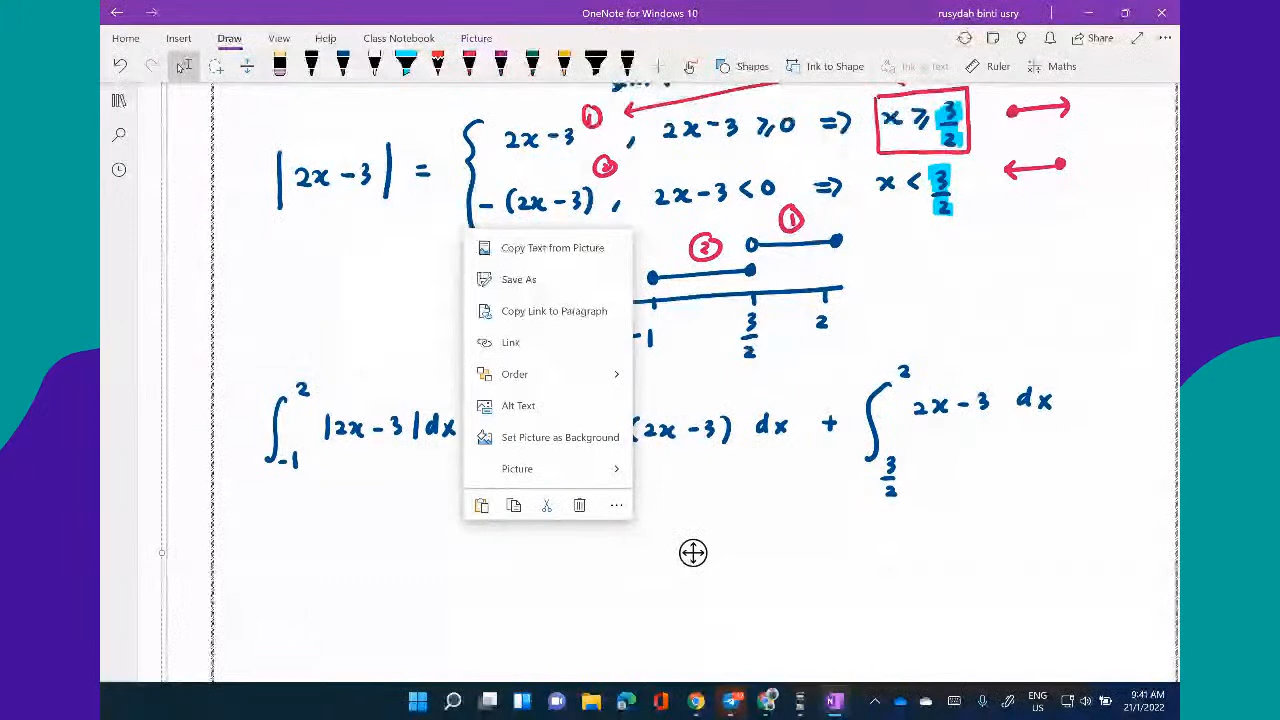 OneNote for Windows 10
rusydah binti usry
Home Insert Draw View Help Class Notebook Picture
Share
Shapes Ink to Shape Ink to Text Ruler Maths
|2x-3| = { 2x-3 ①, 2x-3 ≥ 0 => x ≥ 3/2
-(2x-3) ②, 2x-3 < 0 => x < 3/2
② ①
-1 3/2 2
Copy Text from Picture
Save As
Copy Link to Paragraph
Link
Order
Alt Text
Set Picture as Background
Picture
∫_{-1}^{2} |2x-3| dx (2x-3) dx + ∫_{3/2}^{2} 2x-3 dx
ENG
US
9:41 AM
21/1/2022